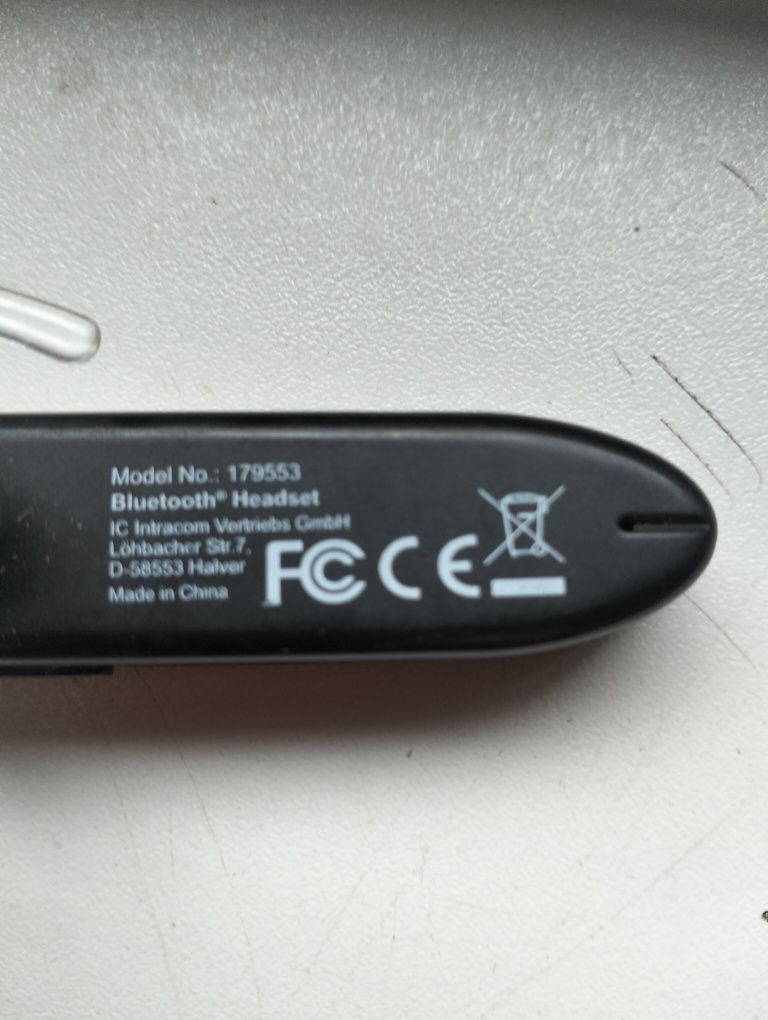 Model No.: 179553
Bluetooth® Headset
IC Intracom Vertriebs GmbH
Löhbacher Str.7,
D-58553 Halver
Made in China
FC CE